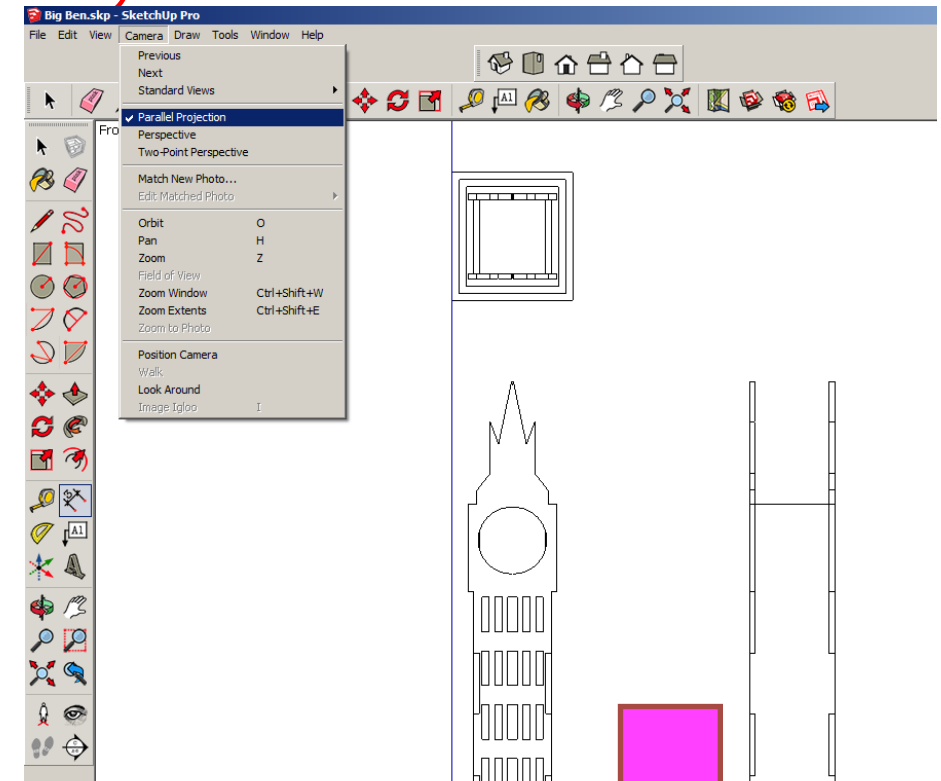 Big Ben.skp - SketchUp Pro
File Edit View Camera Draw Tools Window Help
Previous
Next
Standard Views
Parallel Projection
Perspective
Two-Point Perspective
Match New Photo...
Edit Matched Photo
Orbit O
Pan H
Zoom Z
Field of View
Zoom Window Ctrl+Shift+W
Zoom Extents Ctrl+Shift+E
Zoom to Photo
Position Camera
Walk
Look Around
Image Igloo I
Fro
A1
A1